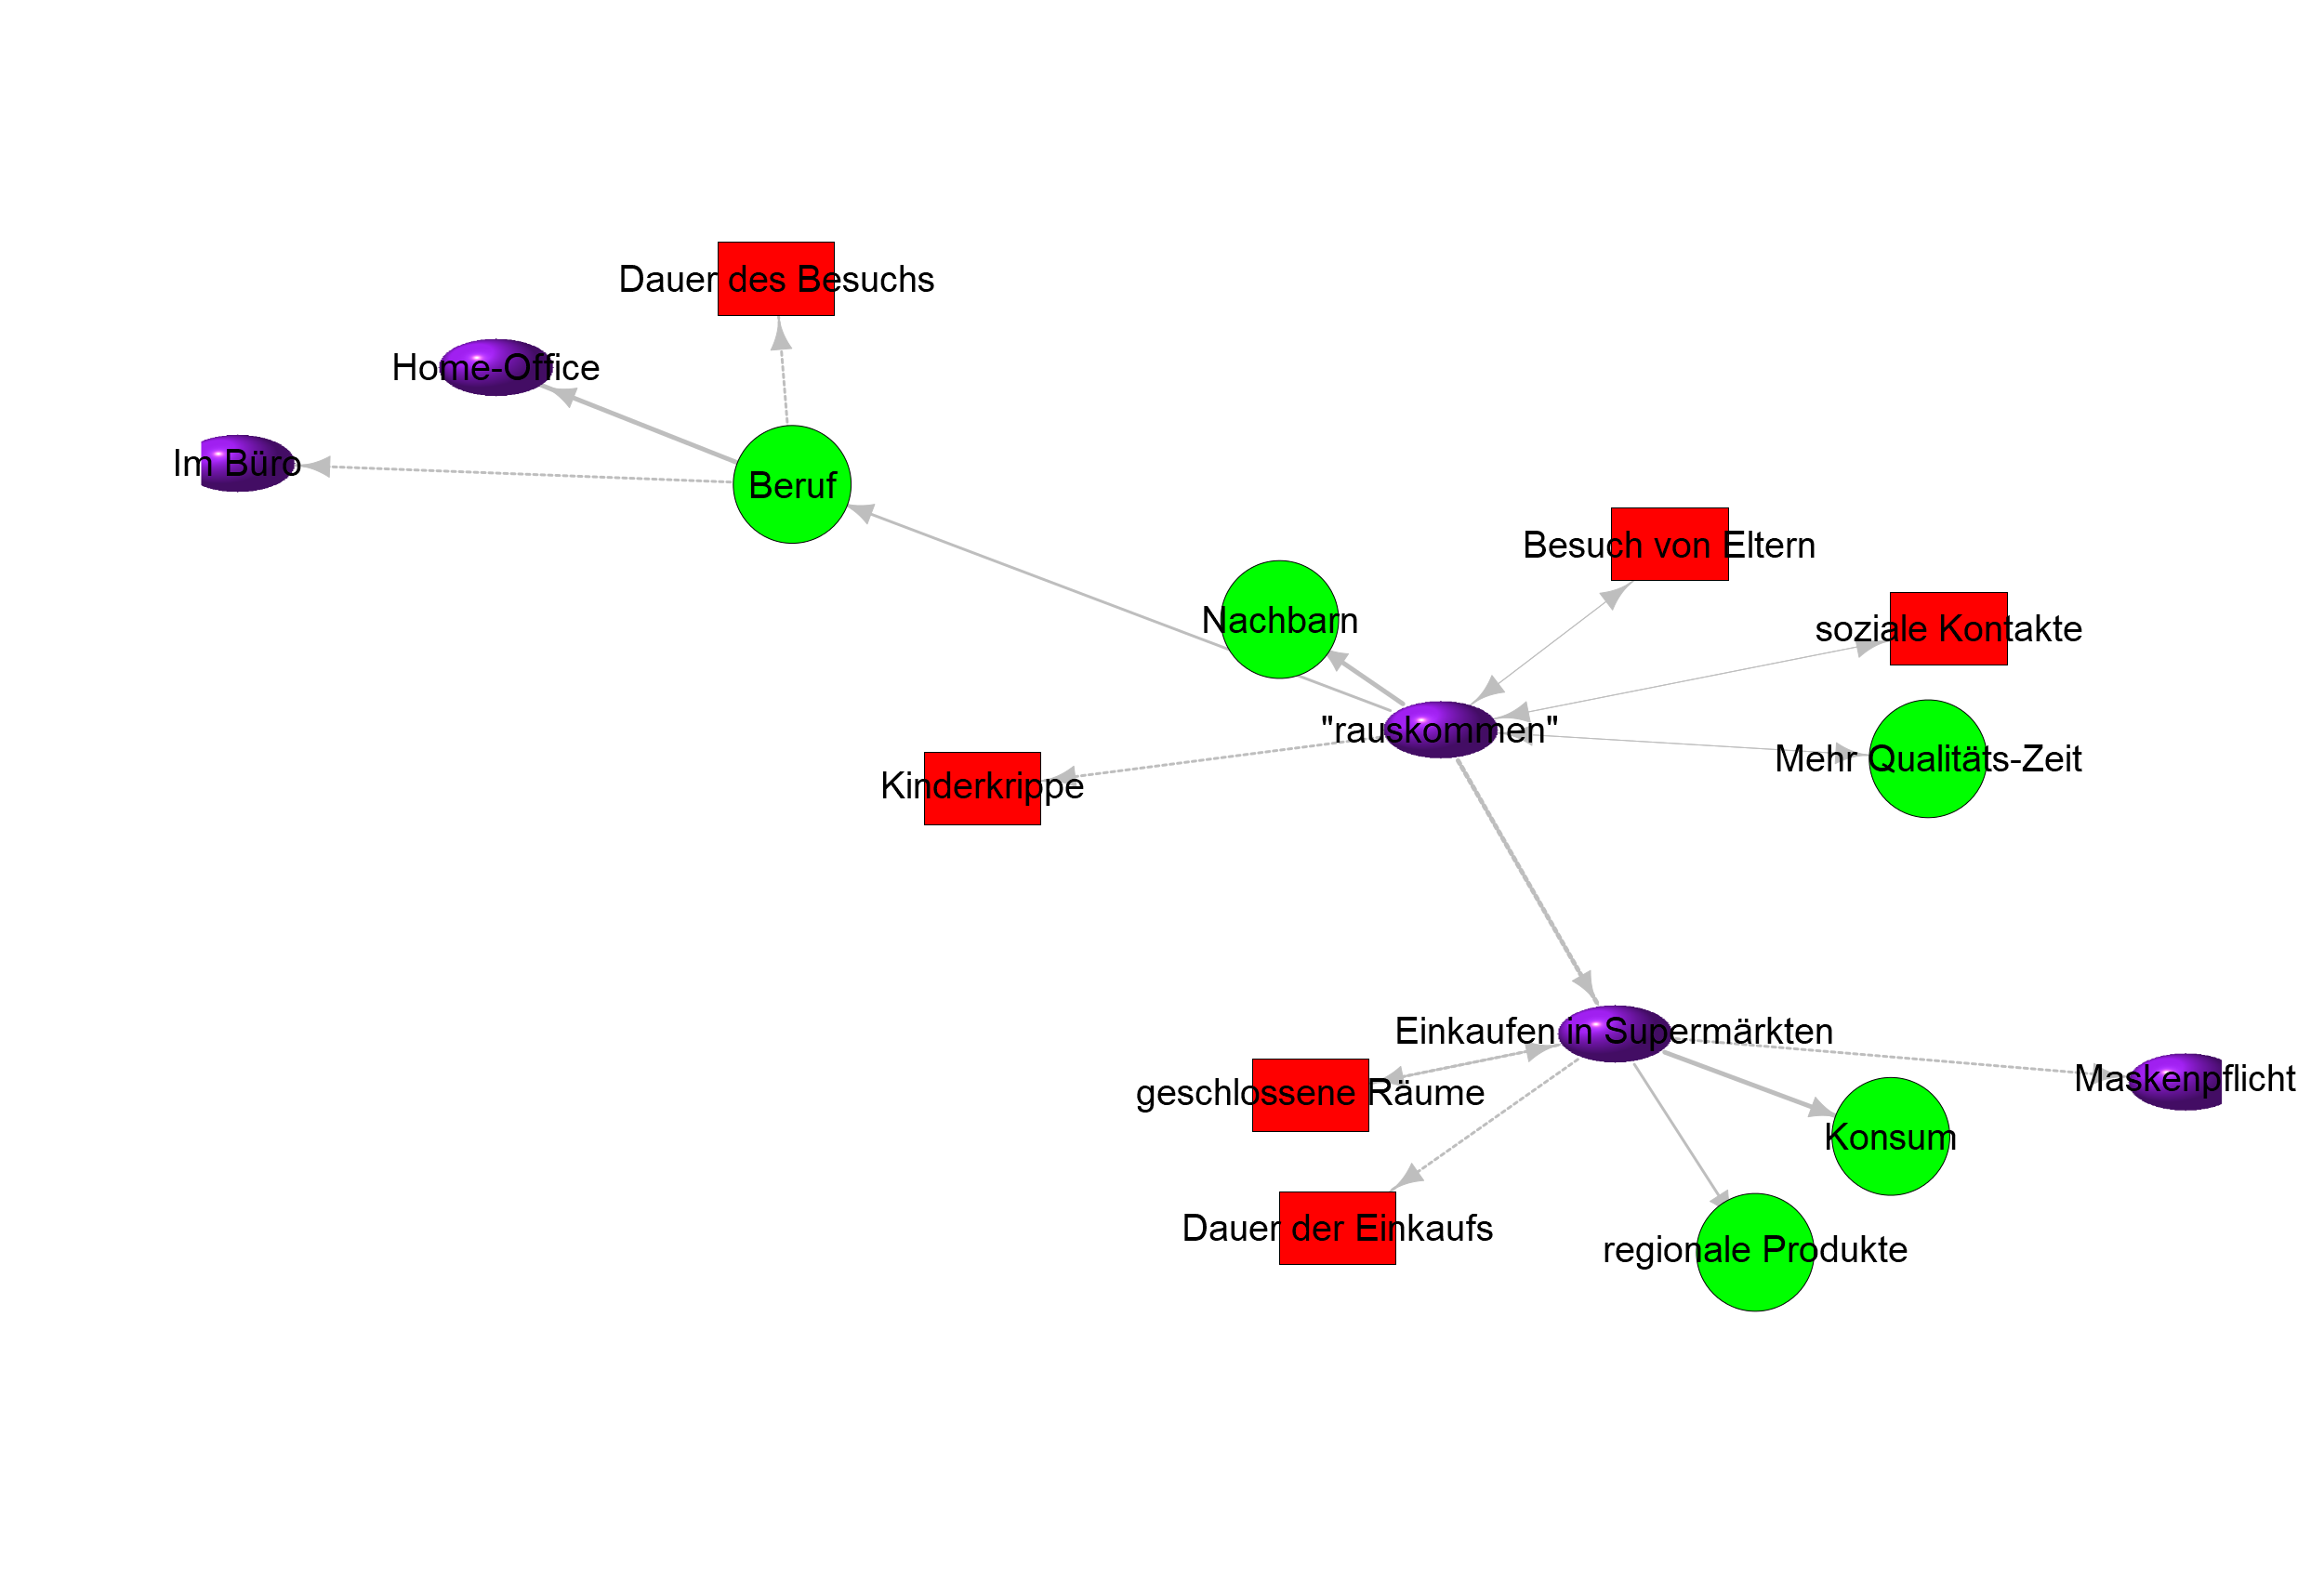 Dauer des Besuchs
Home-Office
Im Büro
Beruf
Besuch von Eltern
Nachbarn
soziale Kontakte
"rauskommen"
Mehr Qualitäts-Zeit
Kinderkrippe
Einkaufen in Supermärkten
Maskenpflicht
geschlossene Räume
Konsum
Dauer der Einkaufs
regionale Produkte